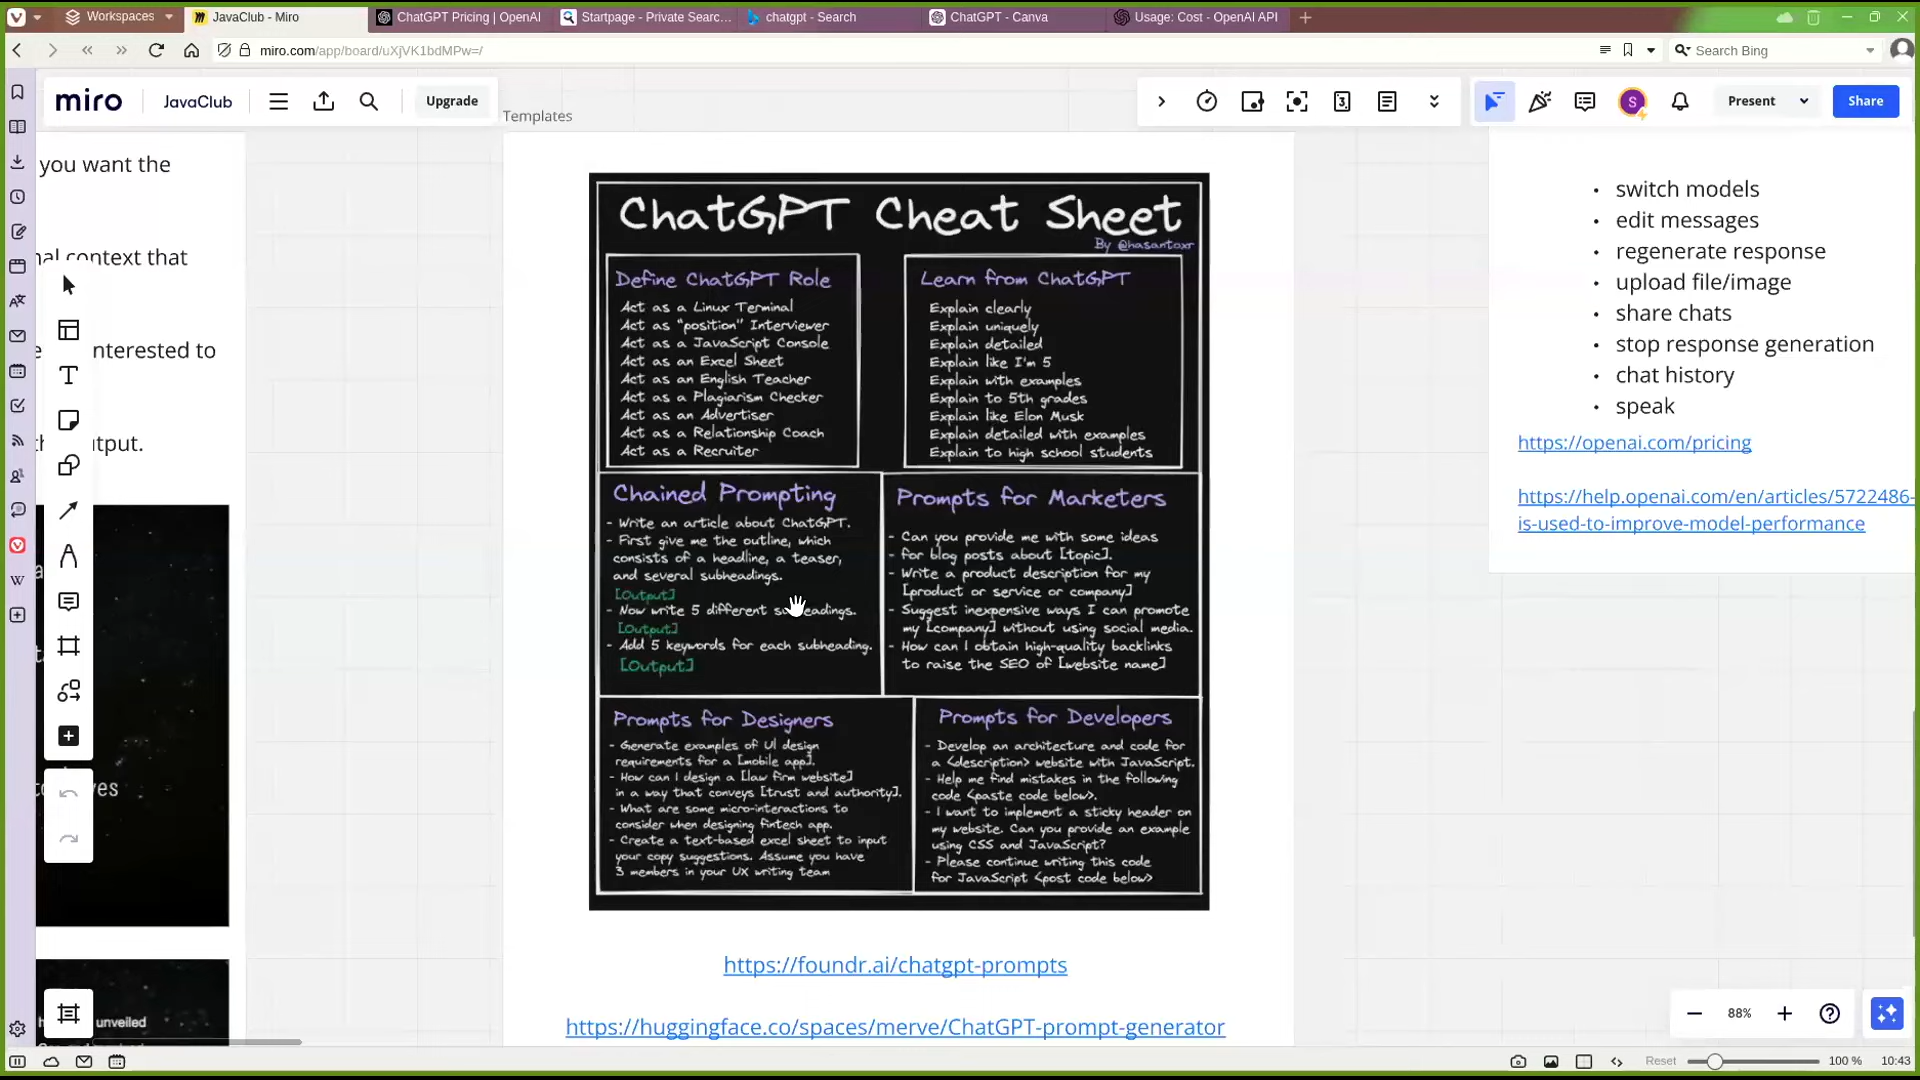 Workspaces
JavaClub - Miro
ChatGPT Pricing | OpenAI
Startpage - Private Searc...
chatgpt - Search
ChatGPT - Canva
Usage: Cost - OpenAI API
miro.com/app/board/uXjVK1bdMPw=/
Search Bing
miro
JavaClub
Upgrade
Present
Share
Templates
you want the
context that
interested to
utput.
unveiled
ChatGPT Cheat Sheet
By @hasantoxr
Define ChatGPT Role
Act as a Linux Terminal
Act as "position" Interviewer
Act as a JavaScript Console
Act as an Excel Sheet
Act as an English Teacher
Act as a Plagiarism Checker
Act as an Advertiser
Act as a Relationship Coach
Act as a Recruiter
Learn from ChatGPT
Explain clearly
Explain uniquely
Explain detailed
Explain like I'm 5
Explain with examples
Explain to 5th grades
Explain like Elon Musk
Explain detailed with examples
Explain to high school students
Chained Prompting
- Write an article about ChatGPT.
- First give me the outline, which
consists of a headline, a teaser,
and several subheadings.
[Output]
- Now write 5 different subheadings.
[Output]
- Add 5 keywords for each subheading.
[Output]
Prompts for Marketers
- Can you provide me with some ideas
- for blog posts about [topic].
- Write a product description for my
[product or service or company]
- Suggest inexpensive ways I can promote
my [company] without using social media.
- How can I obtain high-quality backlinks
to raise the SEO of [website name]
Prompts for Designers
- Generate examples of UI design
requirements for a [mobile app].
- How can I design a [law firm website]
in a way that conveys [trust and authority].
- What are some micro-interactions to
consider when designing fintech app.
- Create a text-based excel sheet to input
your copy suggestions. Assume you have
3 members in your UX writing team
Prompts for Developers
- Develop an architecture and code for
a <description> website with JavaScript.
- Help me find mistakes in the following
code <paste code below>.
- I want to implement a sticky header on
my website. Can you provide an example
using CSS and JavaScript?
- Please continue writing this code
for JavaScript <post code below>
https://foundr.ai/chatgpt-prompts
https://huggingface.co/spaces/merve/ChatGPT-prompt-generator
• switch models
• edit messages
• regenerate response
• upload file/image
• share chats
• stop response generation
• chat history
• speak
https://openai.com/pricing
https://help.openai.com/en/articles/5722486-
is-used-to-improve-model-performance
88%
Reset
100 %
10:43